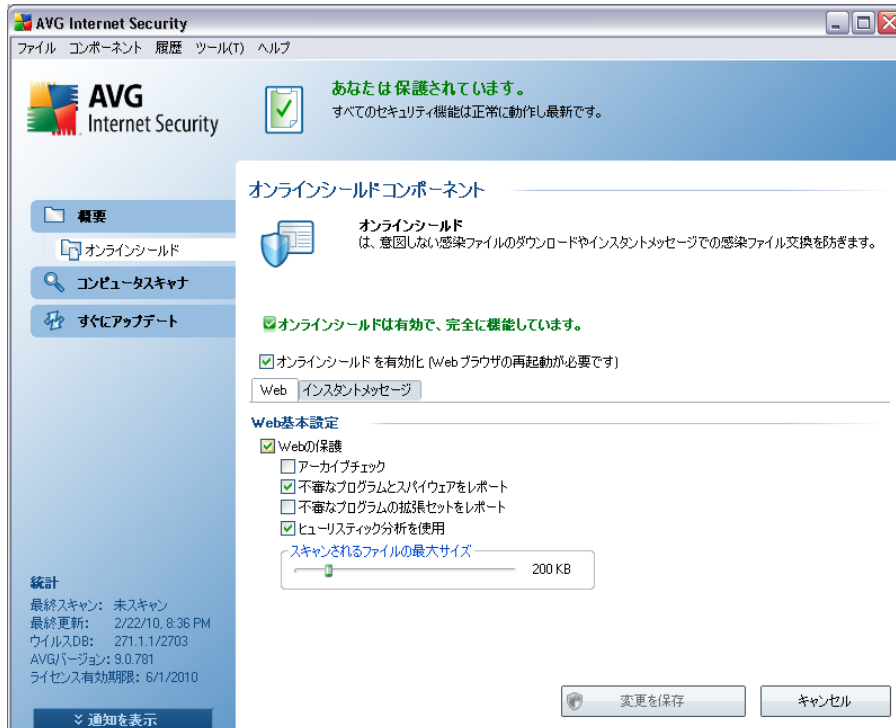 AVG Internet Security
ファイル コンポーネント 履歴 ツール(T) ヘルプ
AVG
Internet Security
あなたは保護されています。
すべてのセキュリティ機能は正常に動作し最新です。
概要
オンラインシールド
コンピュータスキャナ
すぐにアップデート
オンラインシールドコンポーネント
オンラインシールド
は、意図しない感染ファイルのダウンロードやインスタントメッセージでの感染ファイル交換を防ぎます。
オンラインシールドは有効で、完全に機能しています。
オンラインシールド を有効化 (Web ブラウザの再起動が必要です)
Web インスタントメッセージ
Web基本設定
Webの保護
アーカイブチェック
不審なプログラムとスパイウェアをレポート
不審なプログラムの拡張セットをレポート
ヒューリスティック分析を使用
スキャンされるファイルの最大サイズ
200 KB
統計
最終スキャン: 未スキャン
最終更新: 2/22/10, 8:36 PM
ウイルスDB: 271.1.1/2703
AVGバージョン: 9.0.781
ライセンス有効期限: 6/1/2010
通知を表示
変更を保存 キャンセル